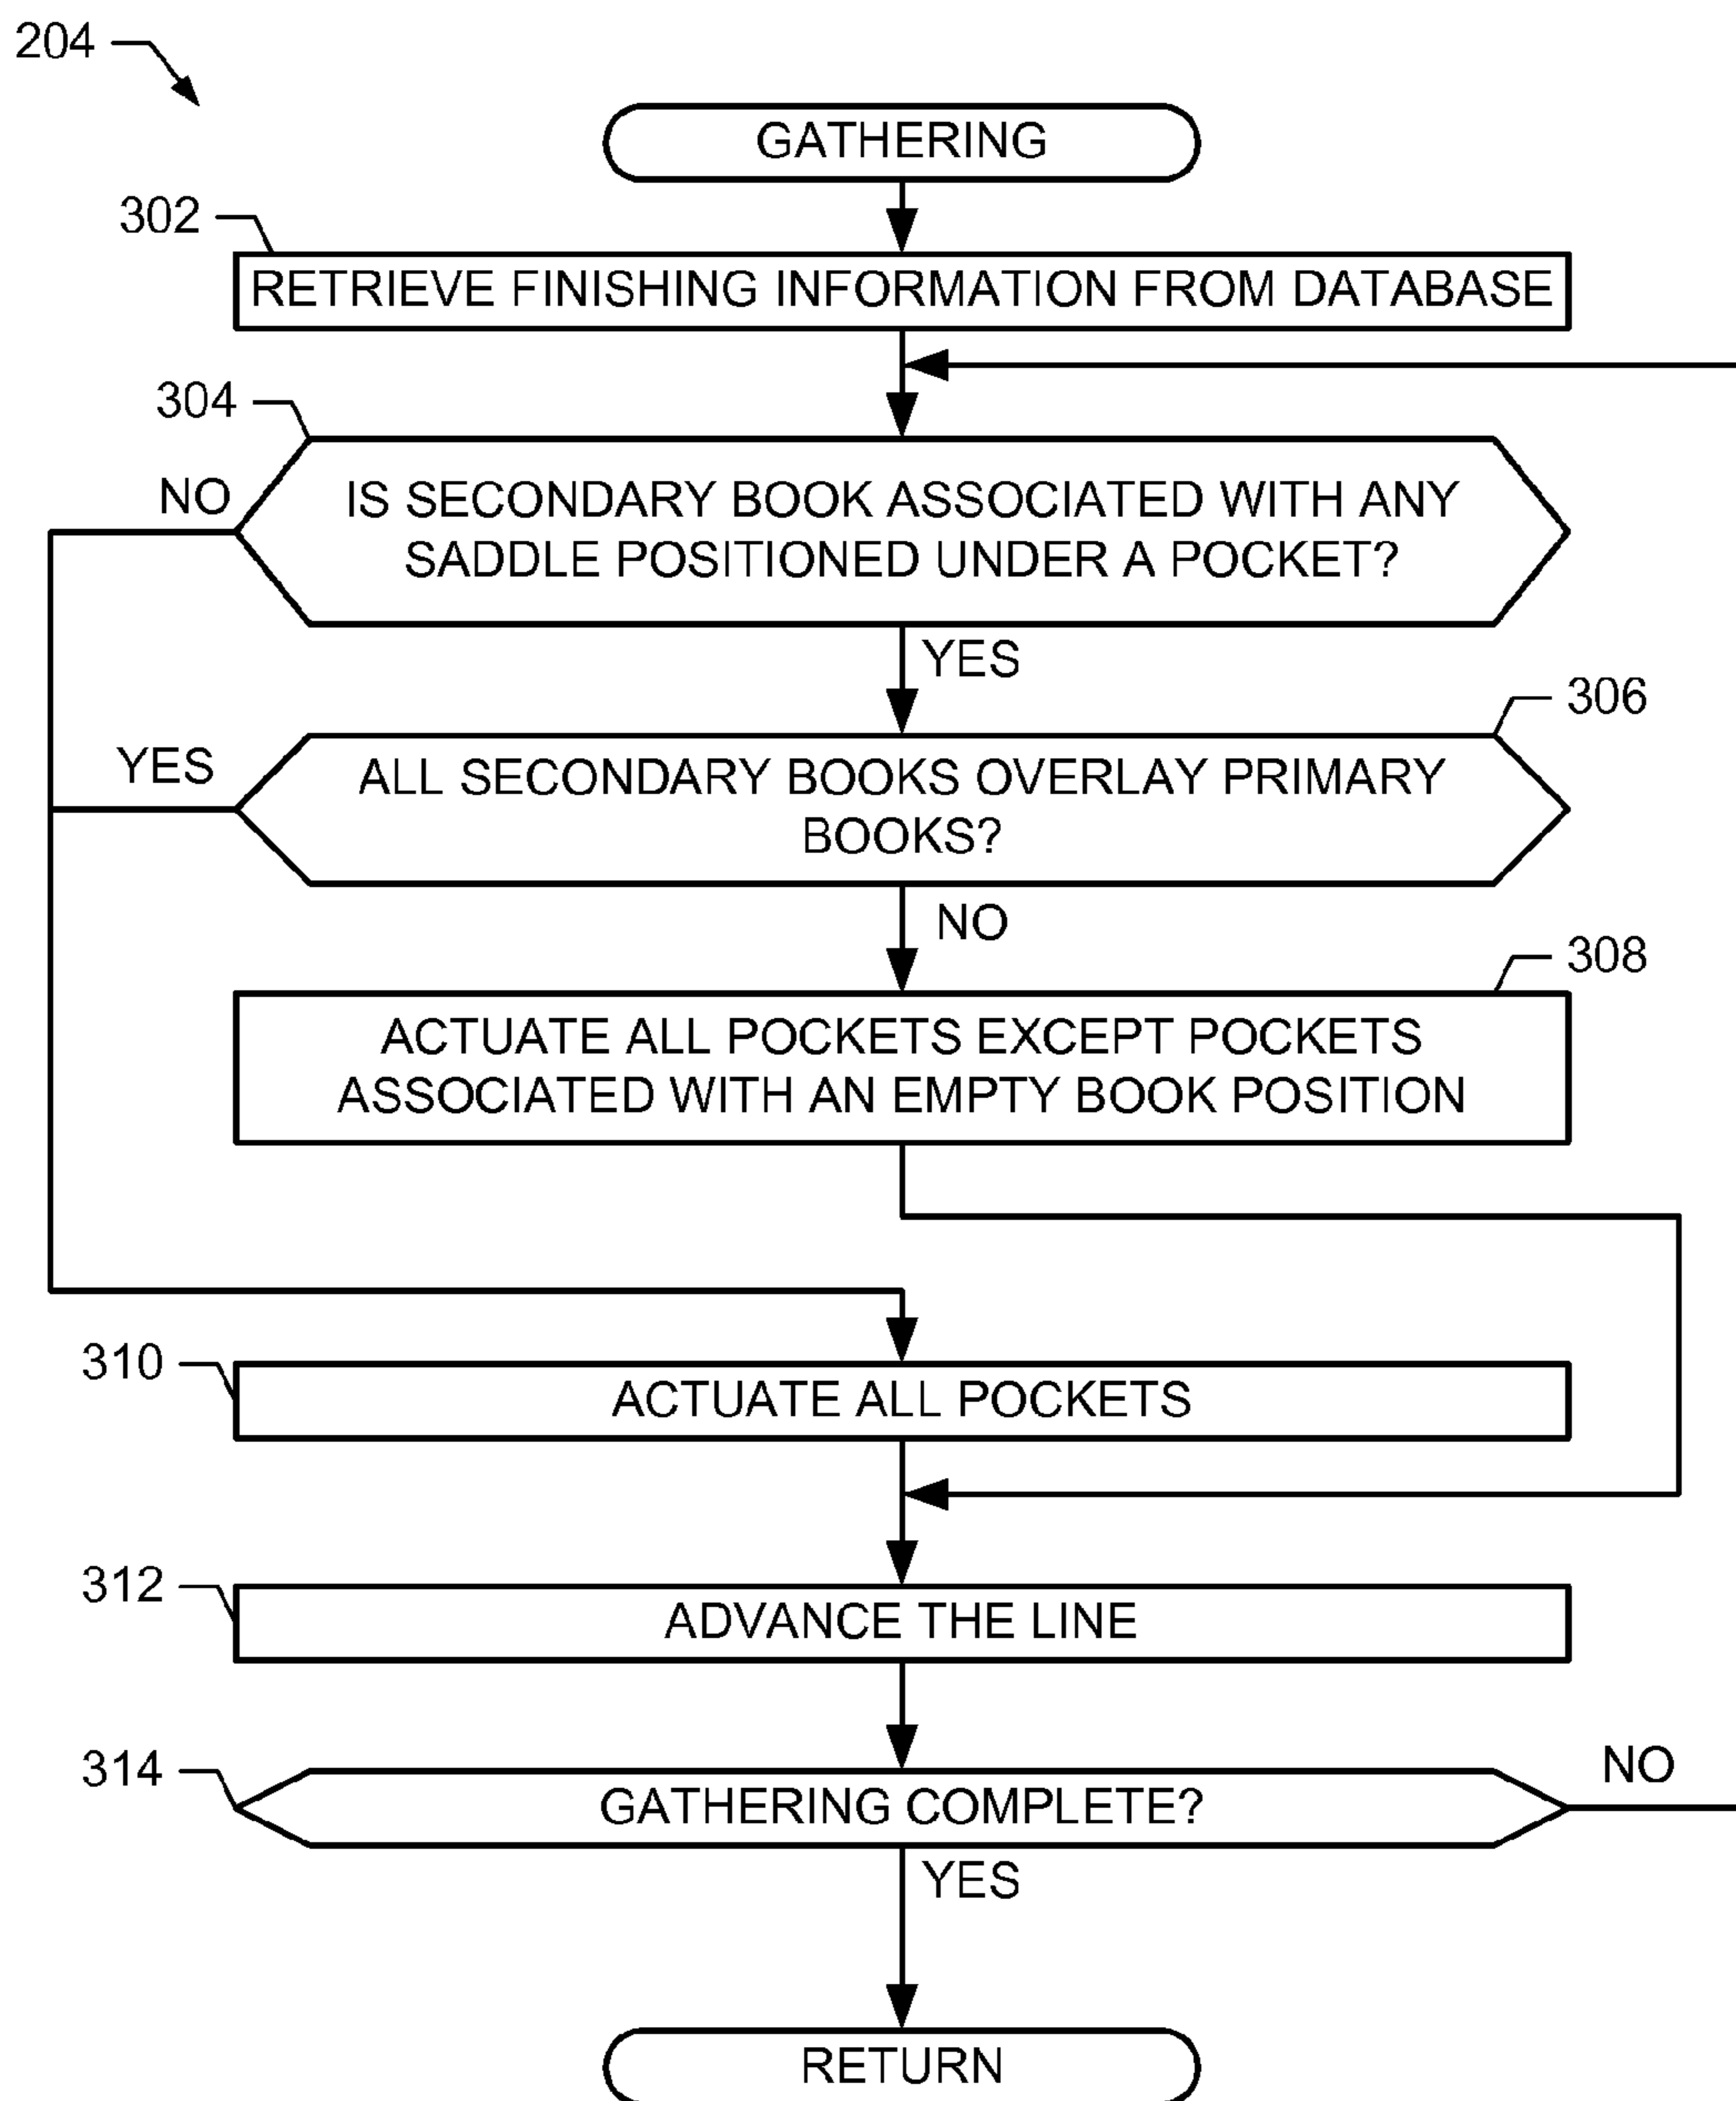 204
GATHERING
302
RETRIEVE FINISHING INFORMATION FROM DATABASE
304
NO
IS SECONDARY BOOK ASSOCIATED WITH ANY
SADDLE POSITIONED UNDER A POCKET?
YES
306
YES
ALL SECONDARY BOOKS OVERLAY PRIMARY
BOOKS?
NO
308
ACTUATE ALL POCKETS EXCEPT POCKETS
ASSOCIATED WITH AN EMPTY BOOK POSITION
310
ACTUATE ALL POCKETS
312
ADVANCE THE LINE
314
GATHERING COMPLETE?
NO
YES
RETURN